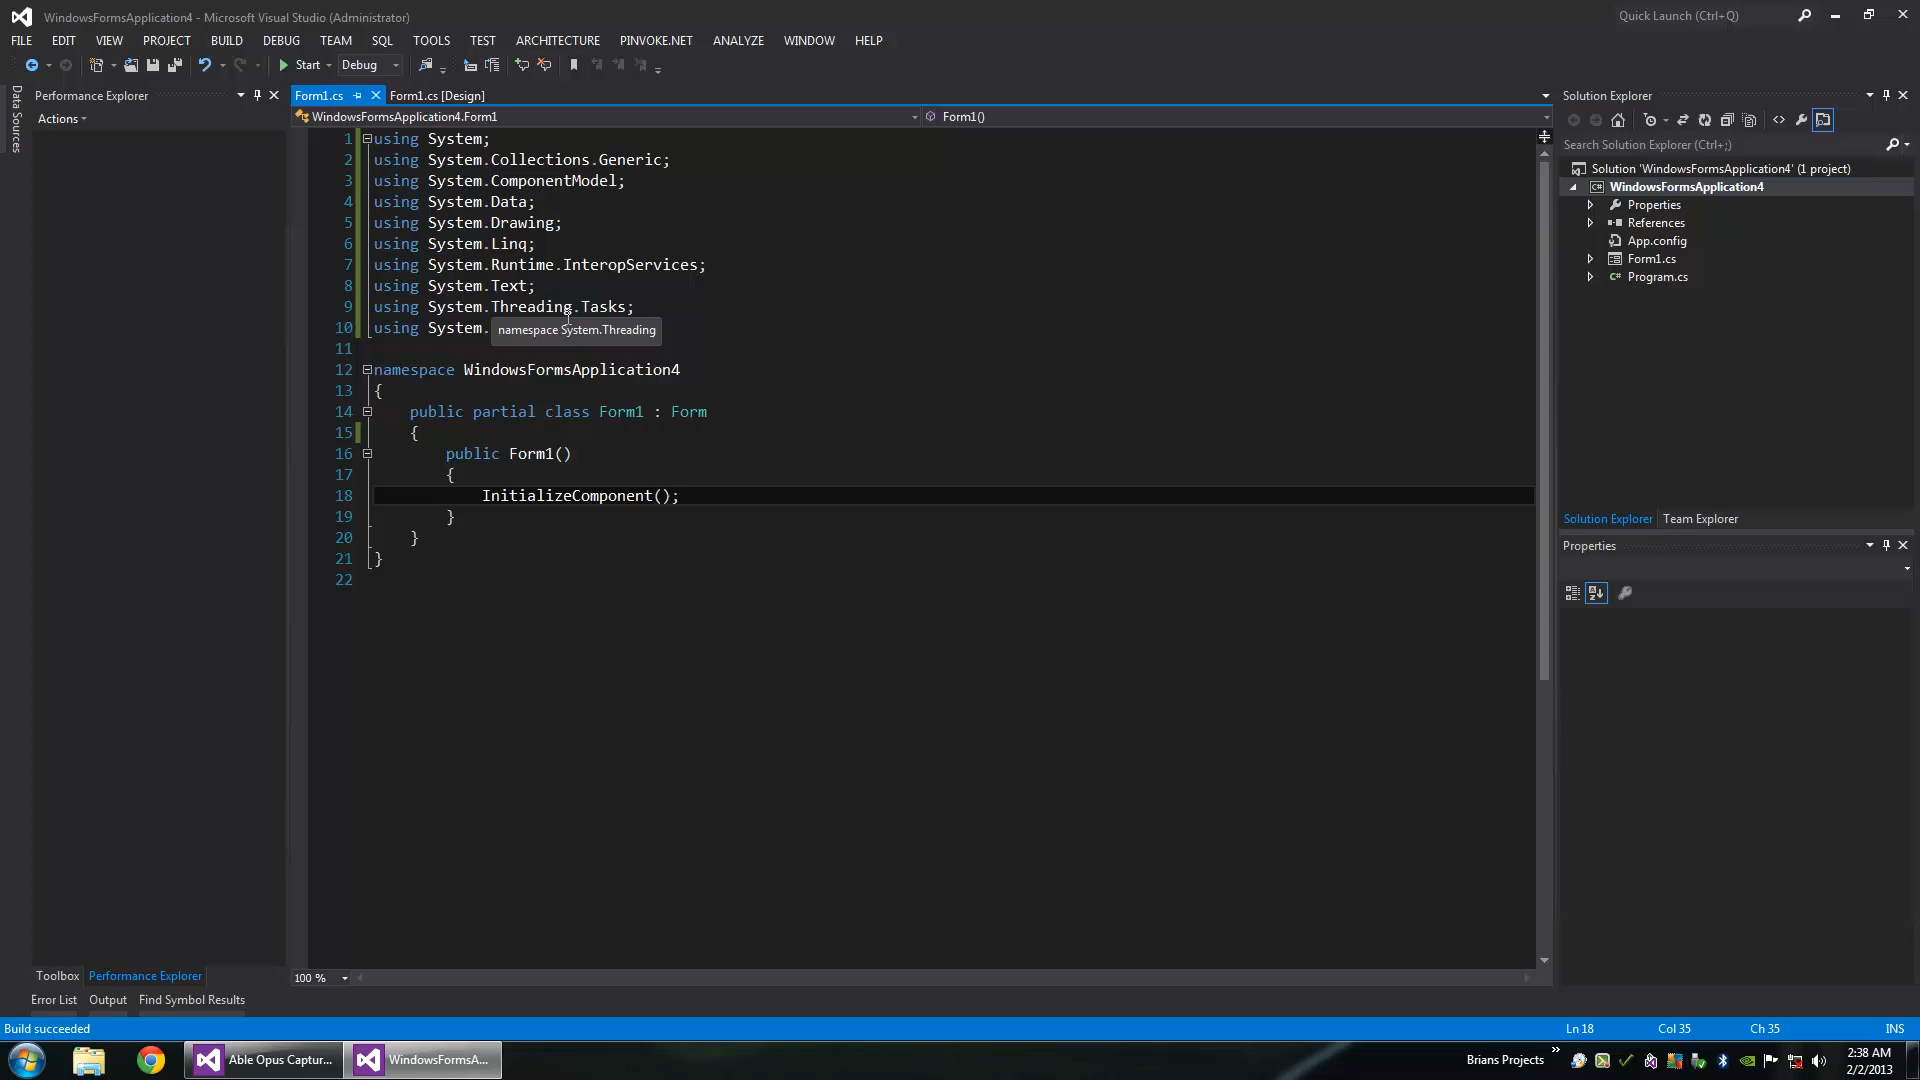 WindowsFormsApplication4 - Microsoft Visual Studio (Administrator)
Quick Launch (Ctrl+Q)
FILE EDIT VIEW PROJECT BUILD DEBUG TEAM SQL TOOLS TEST ARCHITECTURE PINVOKE.NET ANALYZE WINDOW HELP
Start Debug
Data Sources
Performance Explorer
Actions
Form1.cs Form1.cs [Design]
WindowsFormsApplication4.Form1 Form1()
1 using System;
2 using System.Collections.Generic;
3 using System.ComponentModel;
4 using System.Data;
5 using System.Drawing;
6 using System.Linq;
7 using System.Runtime.InteropServices;
8 using System.Text;
9 using System.Threading.Tasks;
10 using System.
namespace System.Threading
11
12 namespace WindowsFormsApplication4
13 {
14 public partial class Form1 : Form
15 {
16 public Form1()
17 {
18 InitializeComponent();
19 }
20 }
21 }
22
100 %
Solution Explorer
Search Solution Explorer (Ctrl+;)
Solution 'WindowsFormsApplication4' (1 project)
C# WindowsFormsApplication4
Properties
References
App.config
Form1.cs
C# Program.cs
Solution Explorer Team Explorer
Properties
Toolbox Performance Explorer
Error List Output Find Symbol Results
Build succeeded Ln 18 Col 35 Ch 35 INS
Able Opus Captur... WindowsFormsA... Brians Projects
2:38 AM
2/2/2013